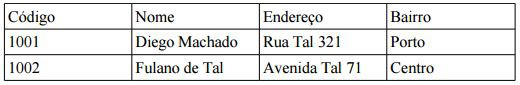 Código Nome Endereço Bairro
1001 Diego Machado Rua Tal 321 Porto
1002 Fulano de Tal Avenida Tal 71 Centro